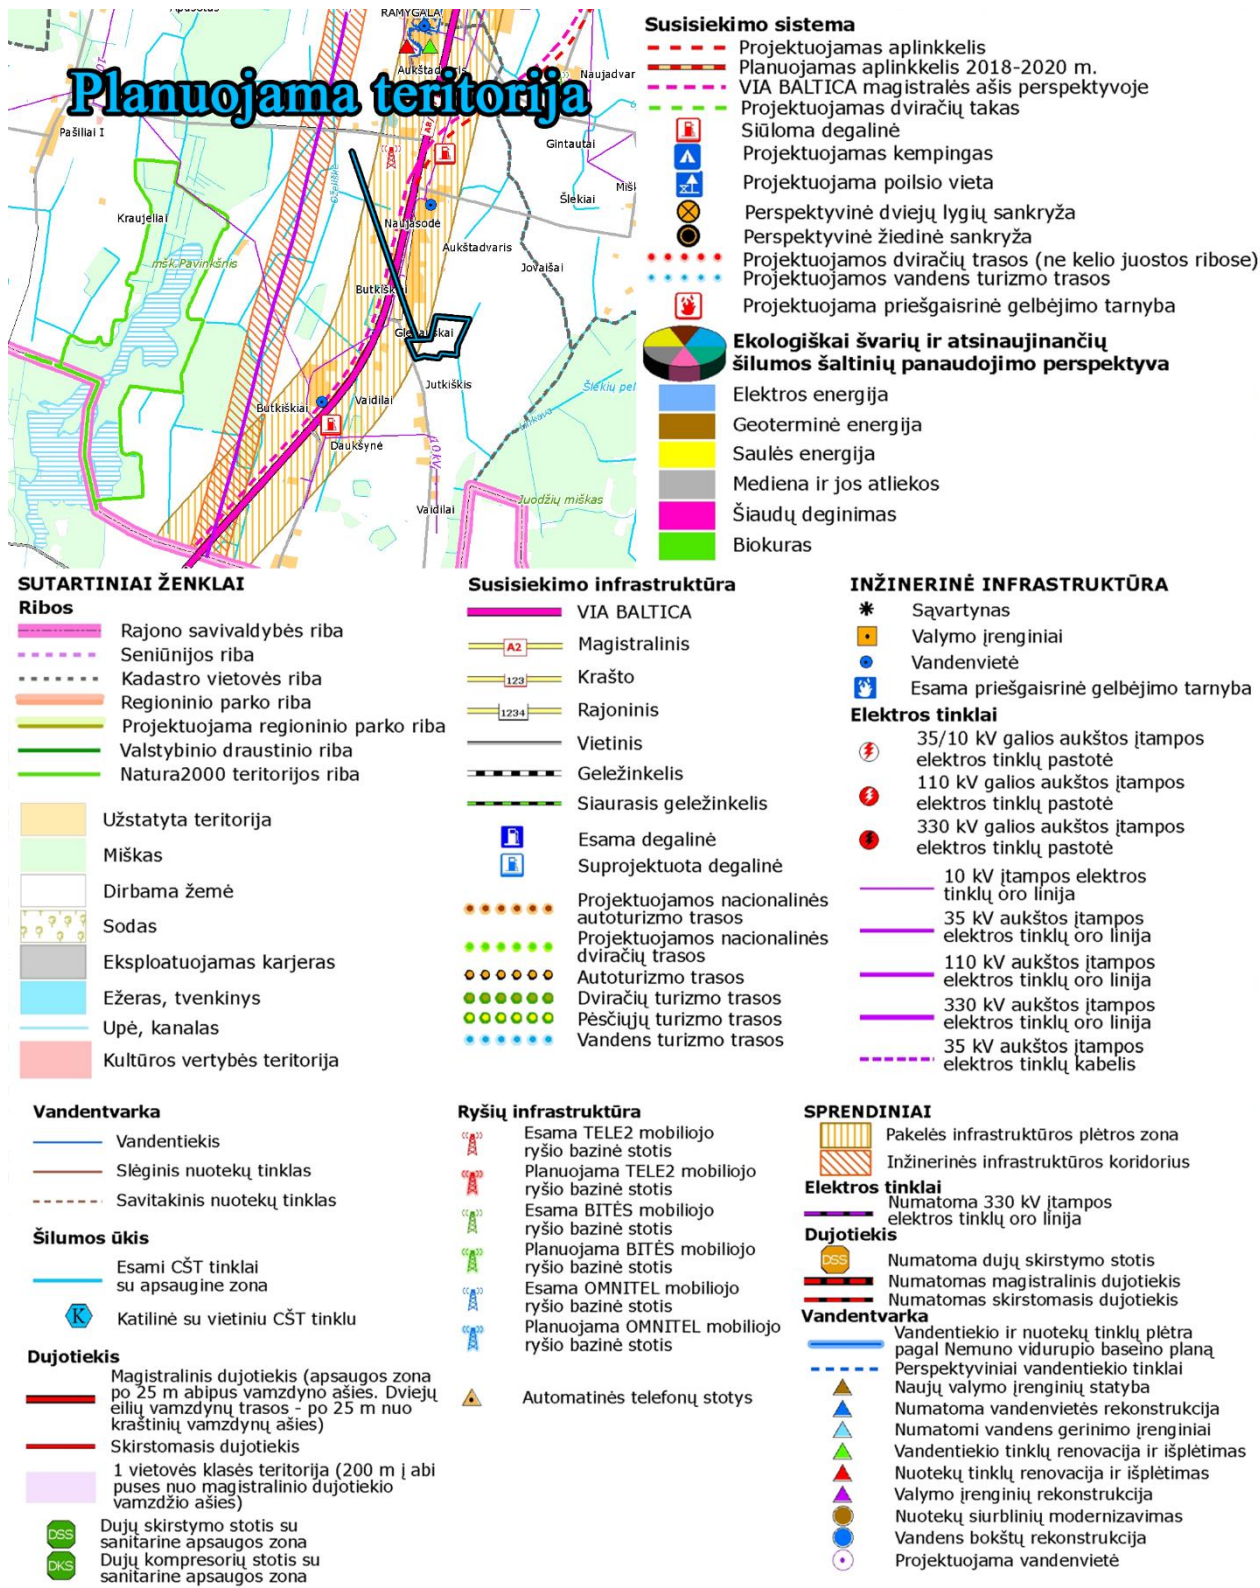 Apusotas
RAMYGALA
Aukštadvaris
Naujadvar
Planuojama teritorija
Pašiliai I
Gintautai
Šlekiai
Kraujeliai
Naujasodė
Aukštadvaris
mšk.Pavinkšnis
Jovaišai
Butkiškiai
Jutkiškis
Butkiškiai
Vaidilai
Daukšynė
10 kV
Vaidilai
Juodžių miškas
Susisiekimo sistema
Projektuojamas aplinkkelis
Planuojamas aplinkkelis 2018-2020 m.
VIA BALTICA magistralės ašis perspektyvoje
Projektuojamas dviračių takas
Siūloma degalinė
Projektuojamas kempingas
Projektuojama poilsio vieta
Perspektyvinė dviejų lygių sankryža
Perspektyvinė žiedinė sankryža
Projektuojamos dviračių trasos (ne kelio juostos ribose)
Projektuojamos vandens turizmo trasos
Projektuojama priešgaisrinė gelbėjimo tarnyba
Ekologiškai švarių ir atsinaujinančių
šilumos šaltinių panaudojimo perspektyva
Elektros energija
Geoterminė energija
Saulės energija
Mediena ir jos atliekos
Šiaudų deginimas
Biokuras
SUTARTINIAI ŽENKLAI
Ribos
Rajono savivaldybės riba
Seniūnijos riba
Kadastro vietovės riba
Regioninio parko riba
Projektuojama regioninio parko riba
Valstybinio draustinio riba
Natura2000 teritorijos riba
Užstatyta teritorija
Miškas
Dirbama žemė
Sodas
Eksploatuojamas karjeras
Ežeras, tvenkinys
Upė, kanalas
Kultūros vertybės teritorija
Susisiekimo infrastruktūra
VIA BALTICA
A2 Magistralinis
123 Krašto
1234 Rajoninis
Vietinis
Geležinkelis
Siaurasis geležinkelis
Esama degalinė
Suprojektuota degalinė
Projektuojamos nacionalinės
autoturizmo trasos
Projektuojamos nacionalinės
dviračių trasos
Autoturizmo trasos
Dviračių turizmo trasos
Pėsčiųjų turizmo trasos
Vandens turizmo trasos
INŽINERINĖ INFRASTRUKTŪRA
Sąvartynas
Valymo įrenginiai
Vandenvietė
Esama priešgaisrinė gelbėjimo tarnyba
Elektros tinklai
35/10 kV galios aukštos įtampos
elektros tinklų pastotė
110 kV galios aukštos įtampos
elektros tinklų pastotė
330 kV galios aukštos įtampos
elektros tinklų pastotė
10 kV įtampos elektros
tinklų oro linija
35 kV aukštos įtampos
elektros tinklų oro linija
110 kV aukštos įtampos
elektros tinklų oro linija
330 kV aukštos įtampos
elektros tinklų oro linija
35 kV aukštos įtampos
elektros tinklų kabelis
Vandentvarka
Vandentiekis
Slėginis nuotekų tinklas
Savitakinis nuotekų tinklas
Šilumos ūkis
Esami CŠT tinklai
su apsaugine zona
K Katilinė su vietiniu CŠT tinklu
Dujotiekis
Magistralinis dujotiekis (apsaugos zona
po 25 m abipus vamzdyno ašies. Dviejų
eilių vamzdynų trasos - po 25 m nuo
kraštinių vamzdynų ašies)
Skirstomasis dujotiekis
1 vietovės klasės teritorija (200 m į abi
puses nuo magistralinio dujotiekio
vamzdžio ašies)
DSS Dujų skirstymo stotis su
sanitarine apsaugos zona
DKS Dujų kompresorių stotis su
sanitarine apsaugos zona
Ryšių infrastruktūra
Esama TELE2 mobiliojo
ryšio bazinė stotis
Planuojama TELE2 mobiliojo
ryšio bazinė stotis
Esama BITĖS mobiliojo
ryšio bazinė stotis
Planuojama BITĖS mobiliojo
ryšio bazinė stotis
Esama OMNITEL mobiliojo
ryšio bazinė stotis
Planuojama OMNITEL mobiliojo
ryšio bazinė stotis
Automatinės telefonų stotys
SPRENDINIAI
Pakelės infrastruktūros plėtros zona
Inžinerinės infrastruktūros koridorius
Elektros tinklai
Numatoma 330 kV įtampos
elektros tinklų oro linija
Dujotiekis
DSS Numatoma dujų skirstymo stotis
Numatomas magistralinis dujotiekis
Numatomas skirstomasis dujotiekis
Vandentvarka
Vandentiekio ir nuotekų tinklų plėtra
pagal Nemuno vidurupio baseino planą
Perspektyviniai vandentiekio tinklai
Naujų valymo įrenginių statyba
Numatoma vandenvietės rekonstrukcija
Numatomi vandens gerinimo įrenginiai
Vandentiekio tinklų renovacija ir išplėtimas
Nuotekų tinklų renovacija ir išplėtimas
Valymo įrenginių rekonstrukcija
Nuotekų siurblinių modernizavimas
Vandens bokštų rekonstrukcija
Projektuojama vandenvietė